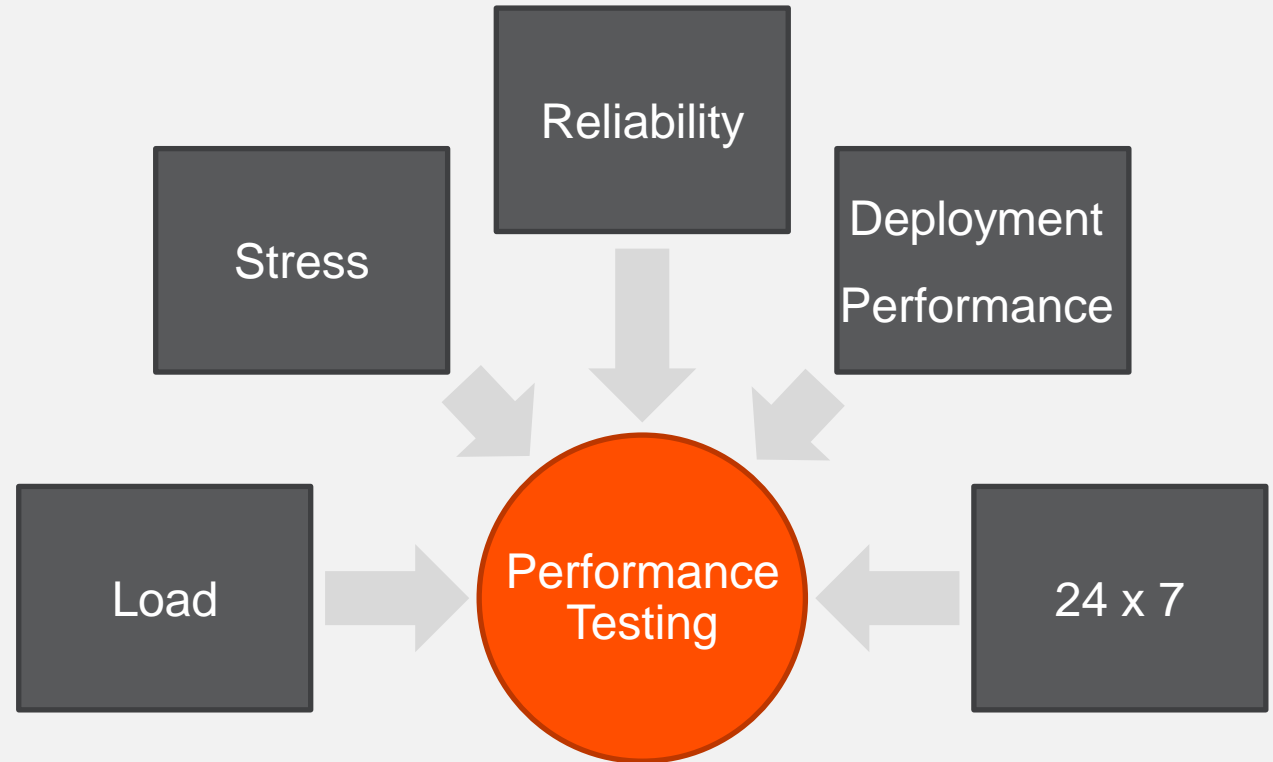 Reliability
Stress
Deployment
Performance
Load
Performance
Testing
24 x 7